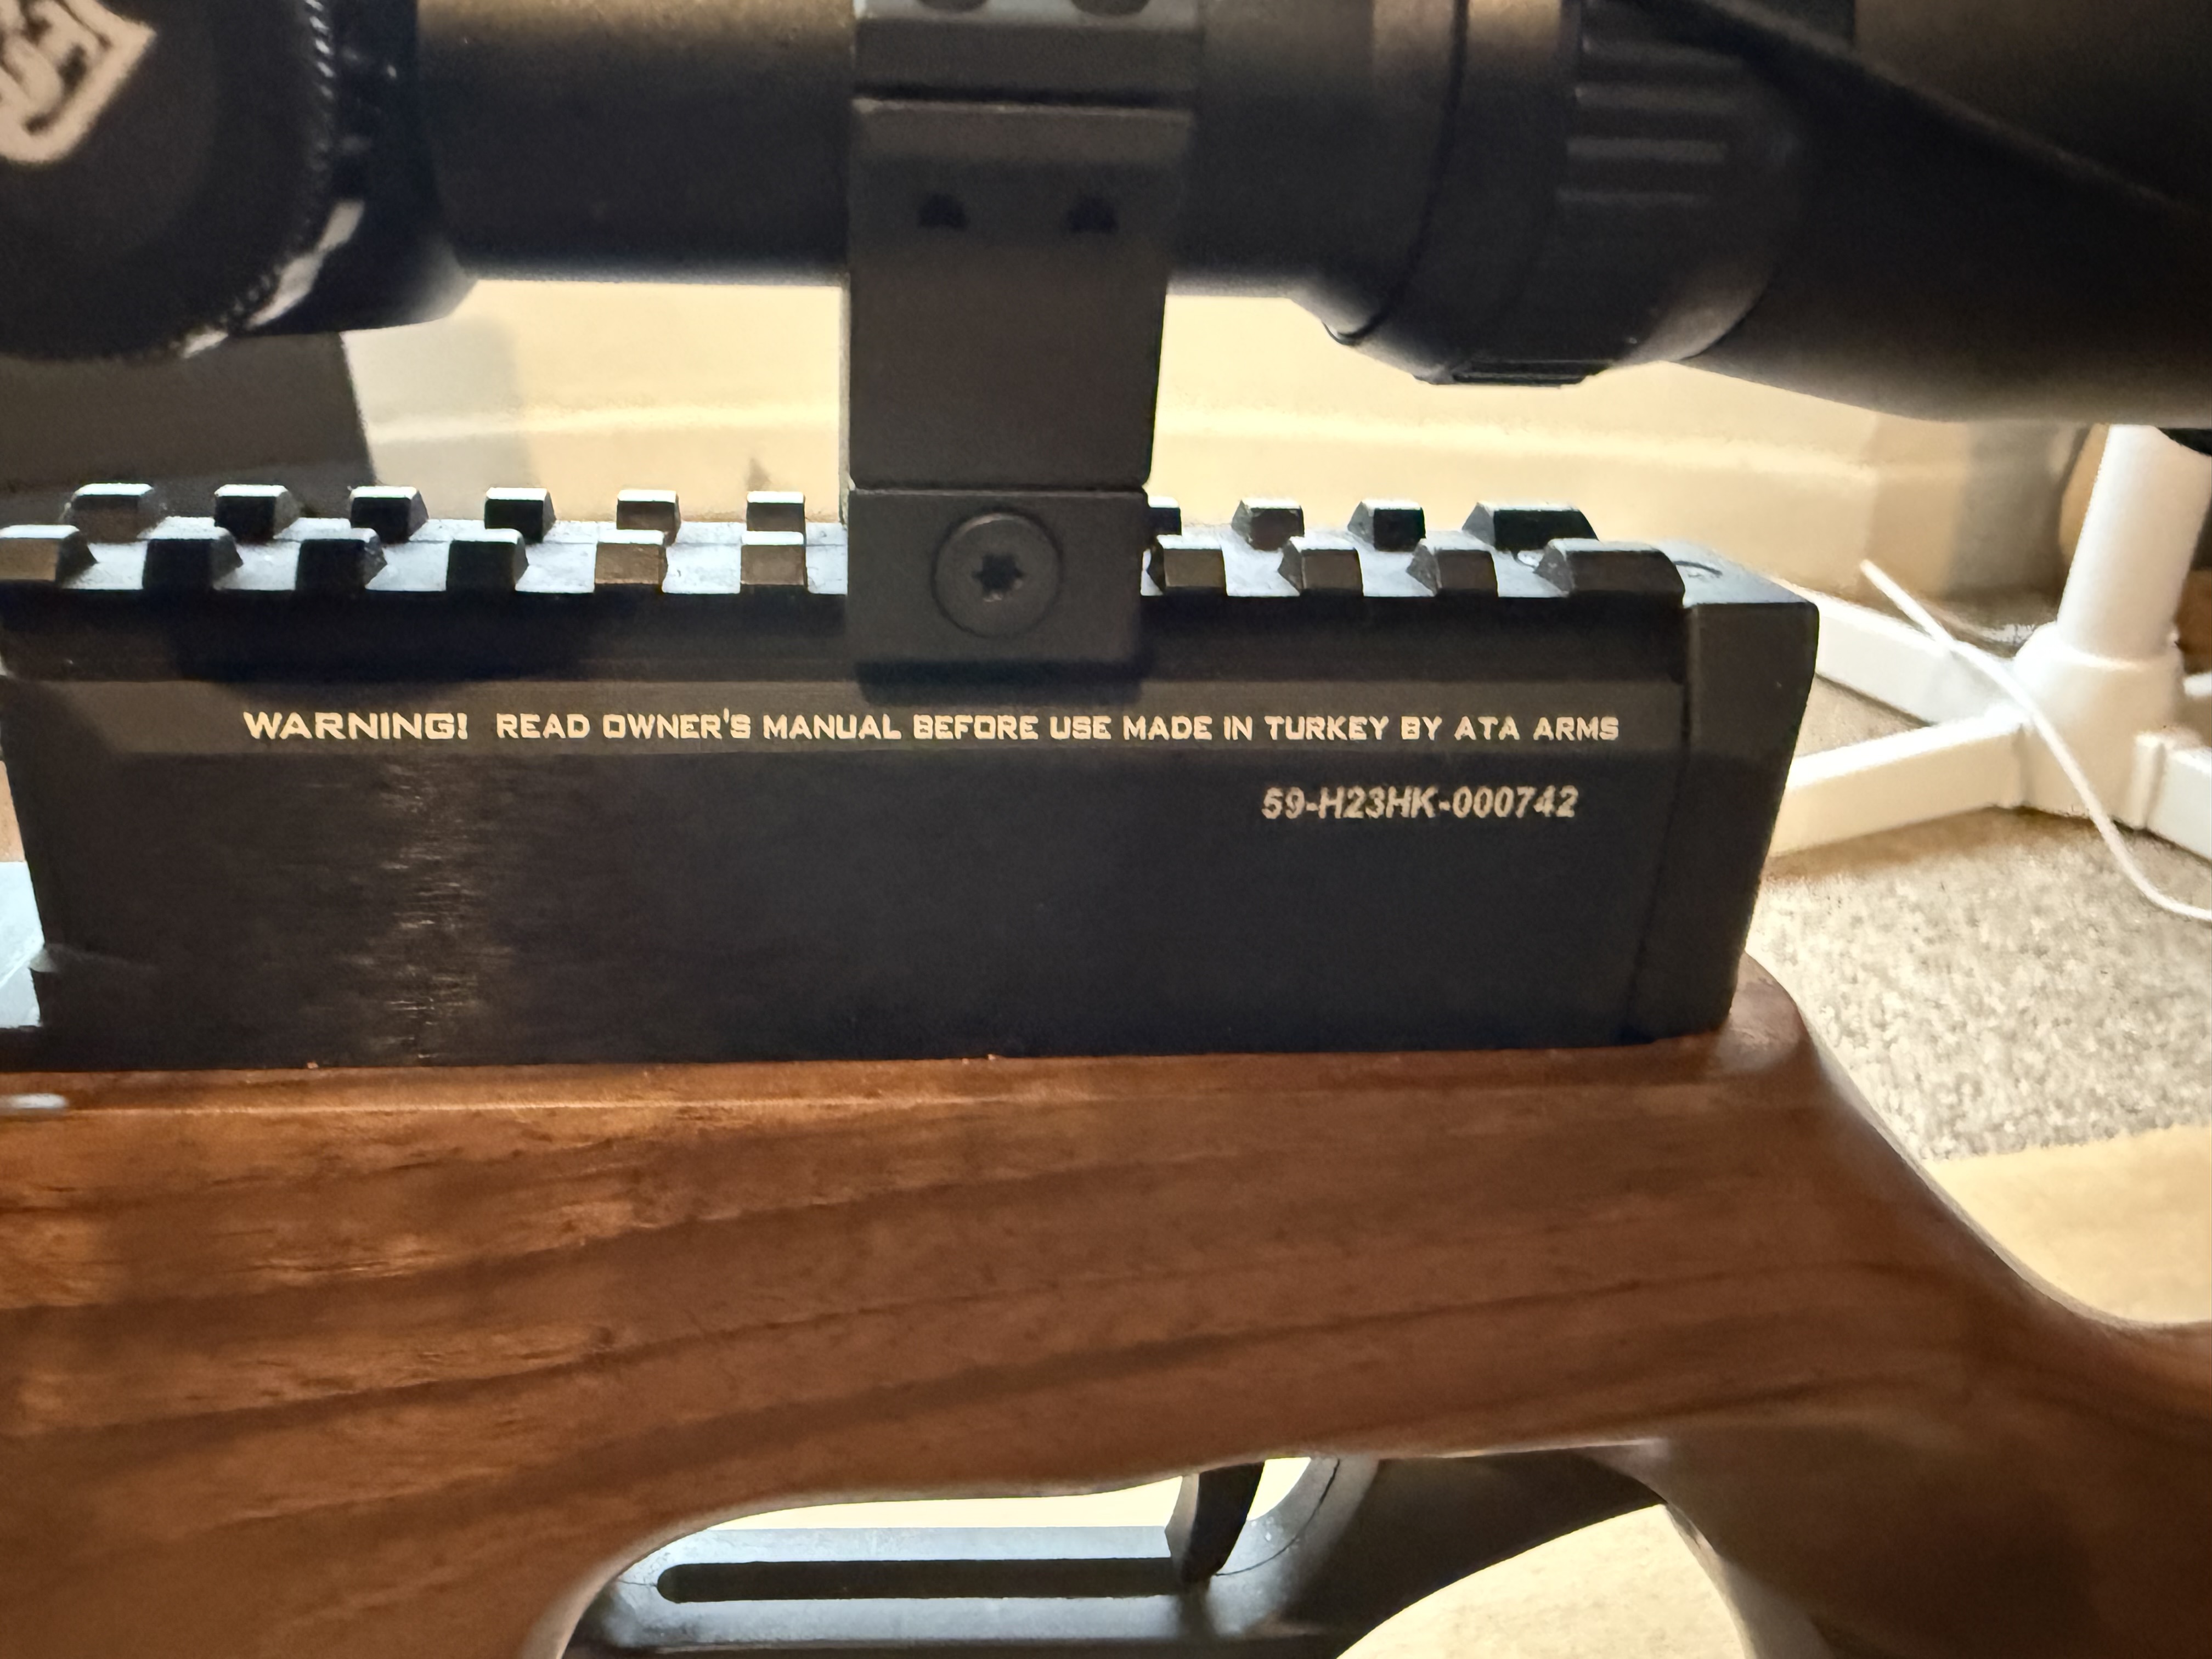 WARNING! READ OWNER'S MANUAL BEFORE USE MADE IN TURKEY BY ATA ARMS
59-H23HK-000742